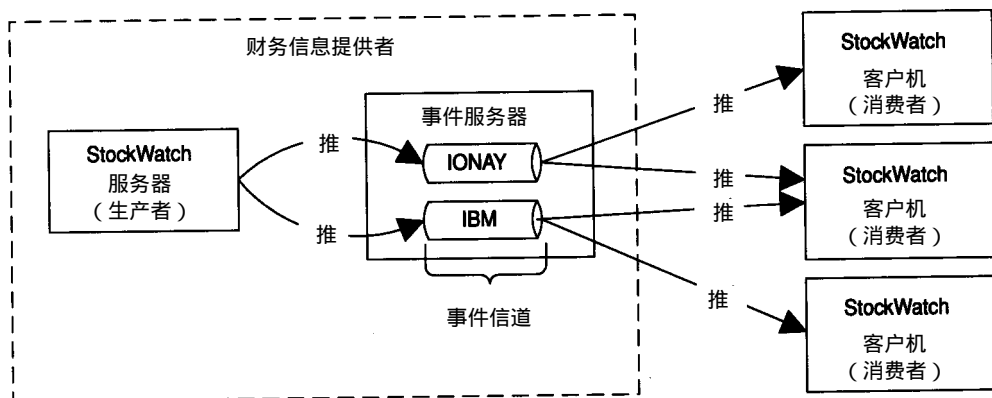 财务信息提供者
StockWatch
服务器
（生产者）
推
推
事件服务器
IONAY
IBM
事件信道
推
推
推
推
StockWatch
客户机
（消费者）
StockWatch
客户机
（消费者）
StockWatch
客户机
（消费者）